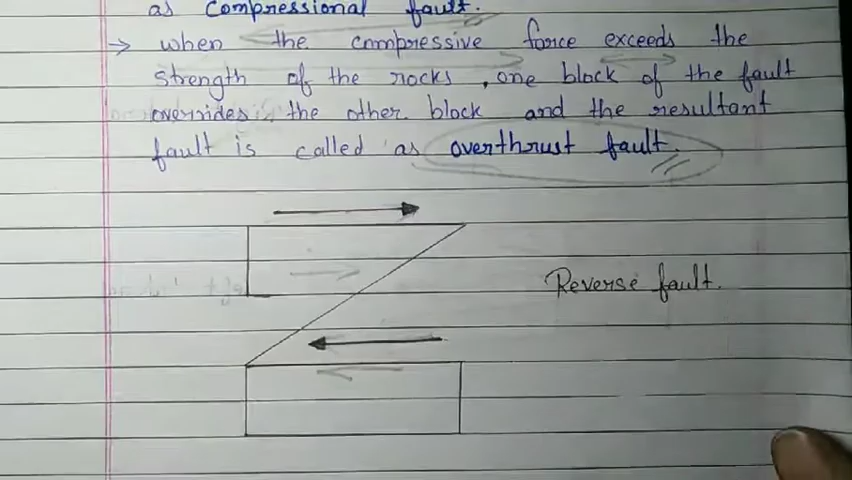 as compressional fault.
→ when the compressive force exceeds the
strength of the rocks, one block of the fault
oversides the other block and the resultant
fault is called as overthrust fault.
Reverse fault.